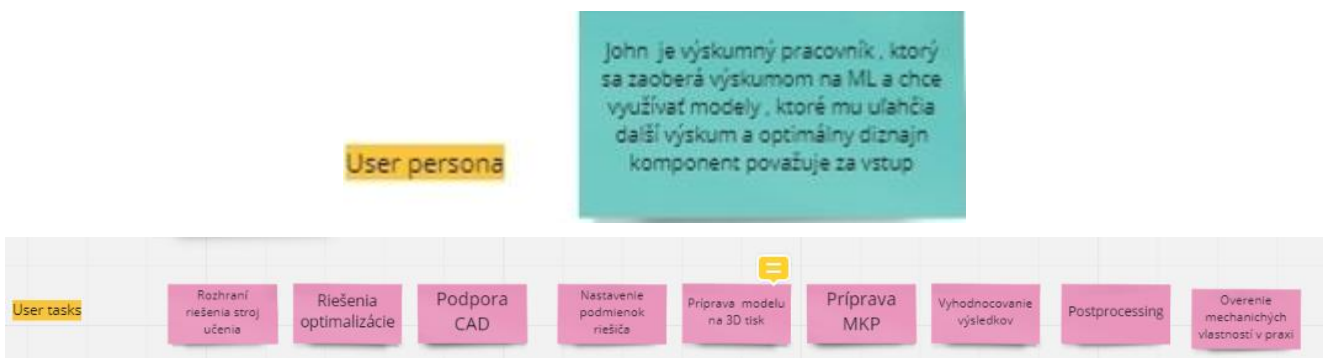 John je výskumný pracovník , ktorý
sa zaoberá výskumom na ML a chce
využívať modely , ktoré mu uľahčia
další výskum a optimálny diznajn
komponent považuje za vstup
User persona
User tasks
Rozhraní
riešenia stroj
učenia
Riešenia
optimalizácie
Podpora
CAD
Nastavenie
podmienok
riešiča
Príprava modelu
na 3D tisk
Príprava
MKP
Vyhodnocovanie
výsledkov
Postprocessing
Overenie
mechanichých
vlastností v praxi